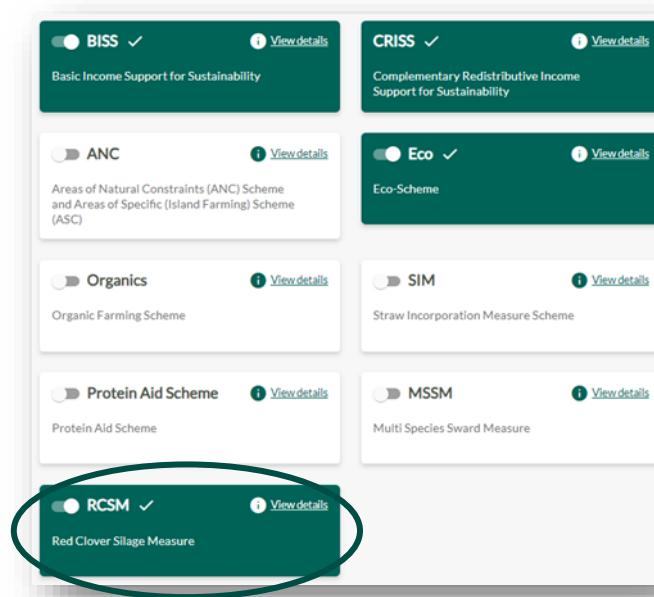 BISS
View details
Basic Income Support for Sustainability
CRISS
View details
Complementary Redistributive Income
Support for Sustainability
ANC
View details
Areas of Natural Constraints (ANC) Scheme
and Areas of Specific (Island Farming) Scheme
(ASC)
Eco
View details
Eco-Scheme
Organics
View details
Organic Farming Scheme
SIM
View details
Straw Incorporation Measure Scheme
Protein Aid Scheme
View details
Protein Aid Scheme
MSSM
View details
Multi Species Sward Measure
RCSM
View details
Red Clover Silage Measure